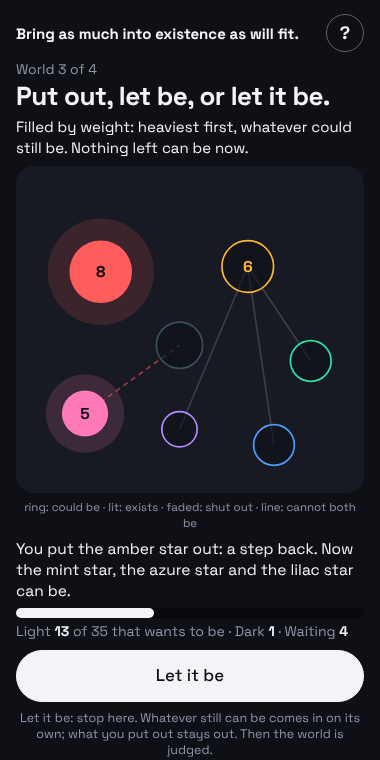 Bring as much into existence as will fit.
?
World 3 of 4
Put out, let be, or let it be.
Filled by weight: heaviest first, whatever could
still be. Nothing left can be now.
8
6
5
ring: could be · lit: exists · faded: shut out · line: cannot both
be
You put the amber star out: a step back. Now
the mint star, the azure star and the lilac star
can be.
Light 13 of 35 that wants to be · Dark 1 · Waiting 4
Let it be
Let it be: stop here. Whatever still can be comes in on its
own; what you put out stays out. Then the world is
judged.